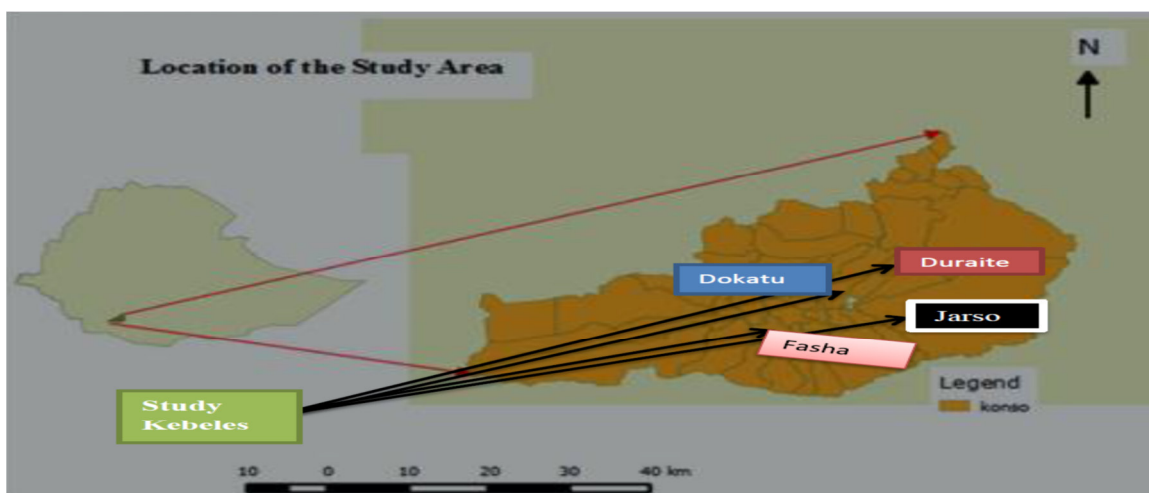 Location of the Study Area
N
Duraite
Dokatu
Jarso
Fasha
Legend
konso
Study
Kebeles
10 0 10 20 30 40 km